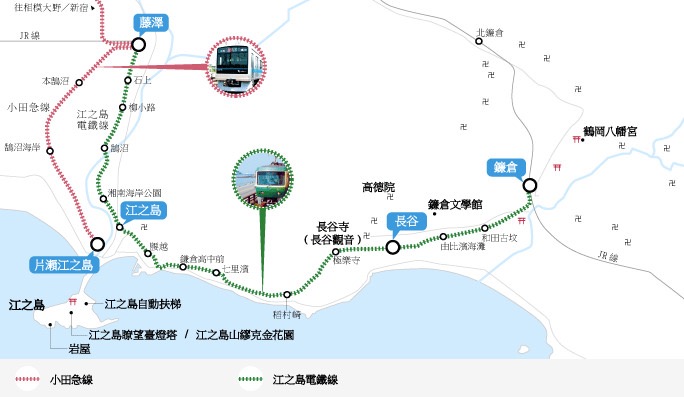 往相模大野／新宿
藤澤
JR線
北鎌倉
本鵠沼
石上
小田急線
江之島
電鐵線
柳小路
鵠沼海岸
鵠沼
鶴岡八幡宮
鎌倉
湘南海岸公園
江之島
高德院
鎌倉文學館
長谷寺
（長谷觀音）
長谷
和田古坟
由比濱海灘
極樂寺
腰越
鎌倉高中前
七里濱
片瀨江之島
JR線
稻村崎
江之島
江之島自動扶梯
江之島瞭望臺燈塔 / 江之島山繆克金花園
岩屋
小田急線
江之島電鐵線